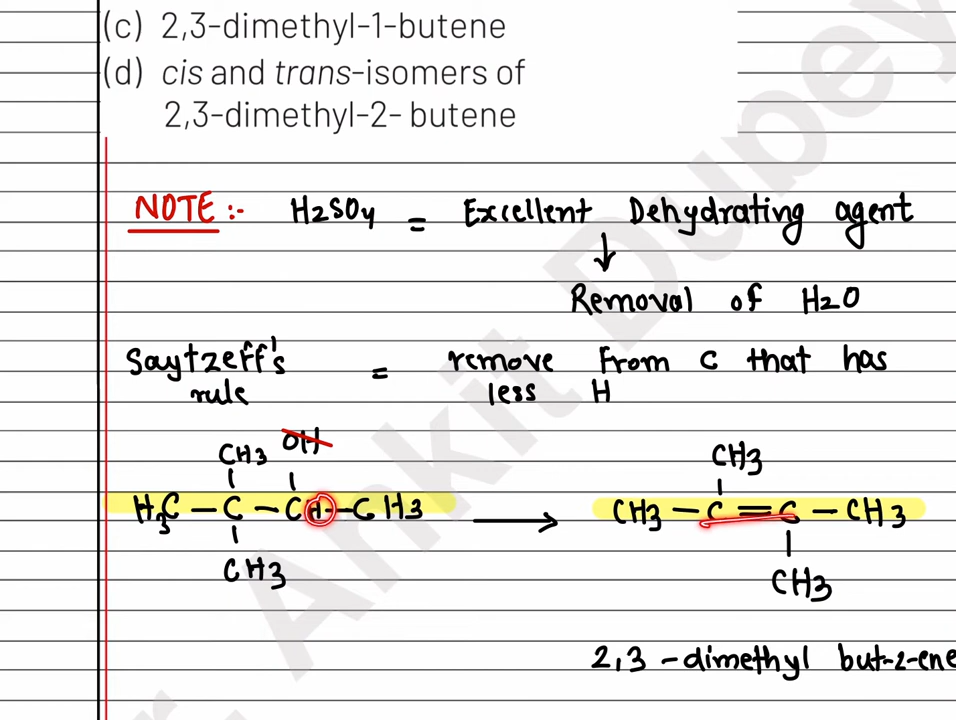 (c) 2,3-dimethyl-1-butene
(d) cis and trans-isomers of
2,3-dimethyl-2- butene
NOTE :- H2SO4 = Excellent Dehydrating agent
↓
Removal of H2O
Saytzeff's rule = remove from C that has less H
CH3 OH
H3C — C — CH — CH3 → CH3 — C = C — CH3
CH3
CH3
CH3
2,3 - dimethyl but-2-ene
Ankit Dubey